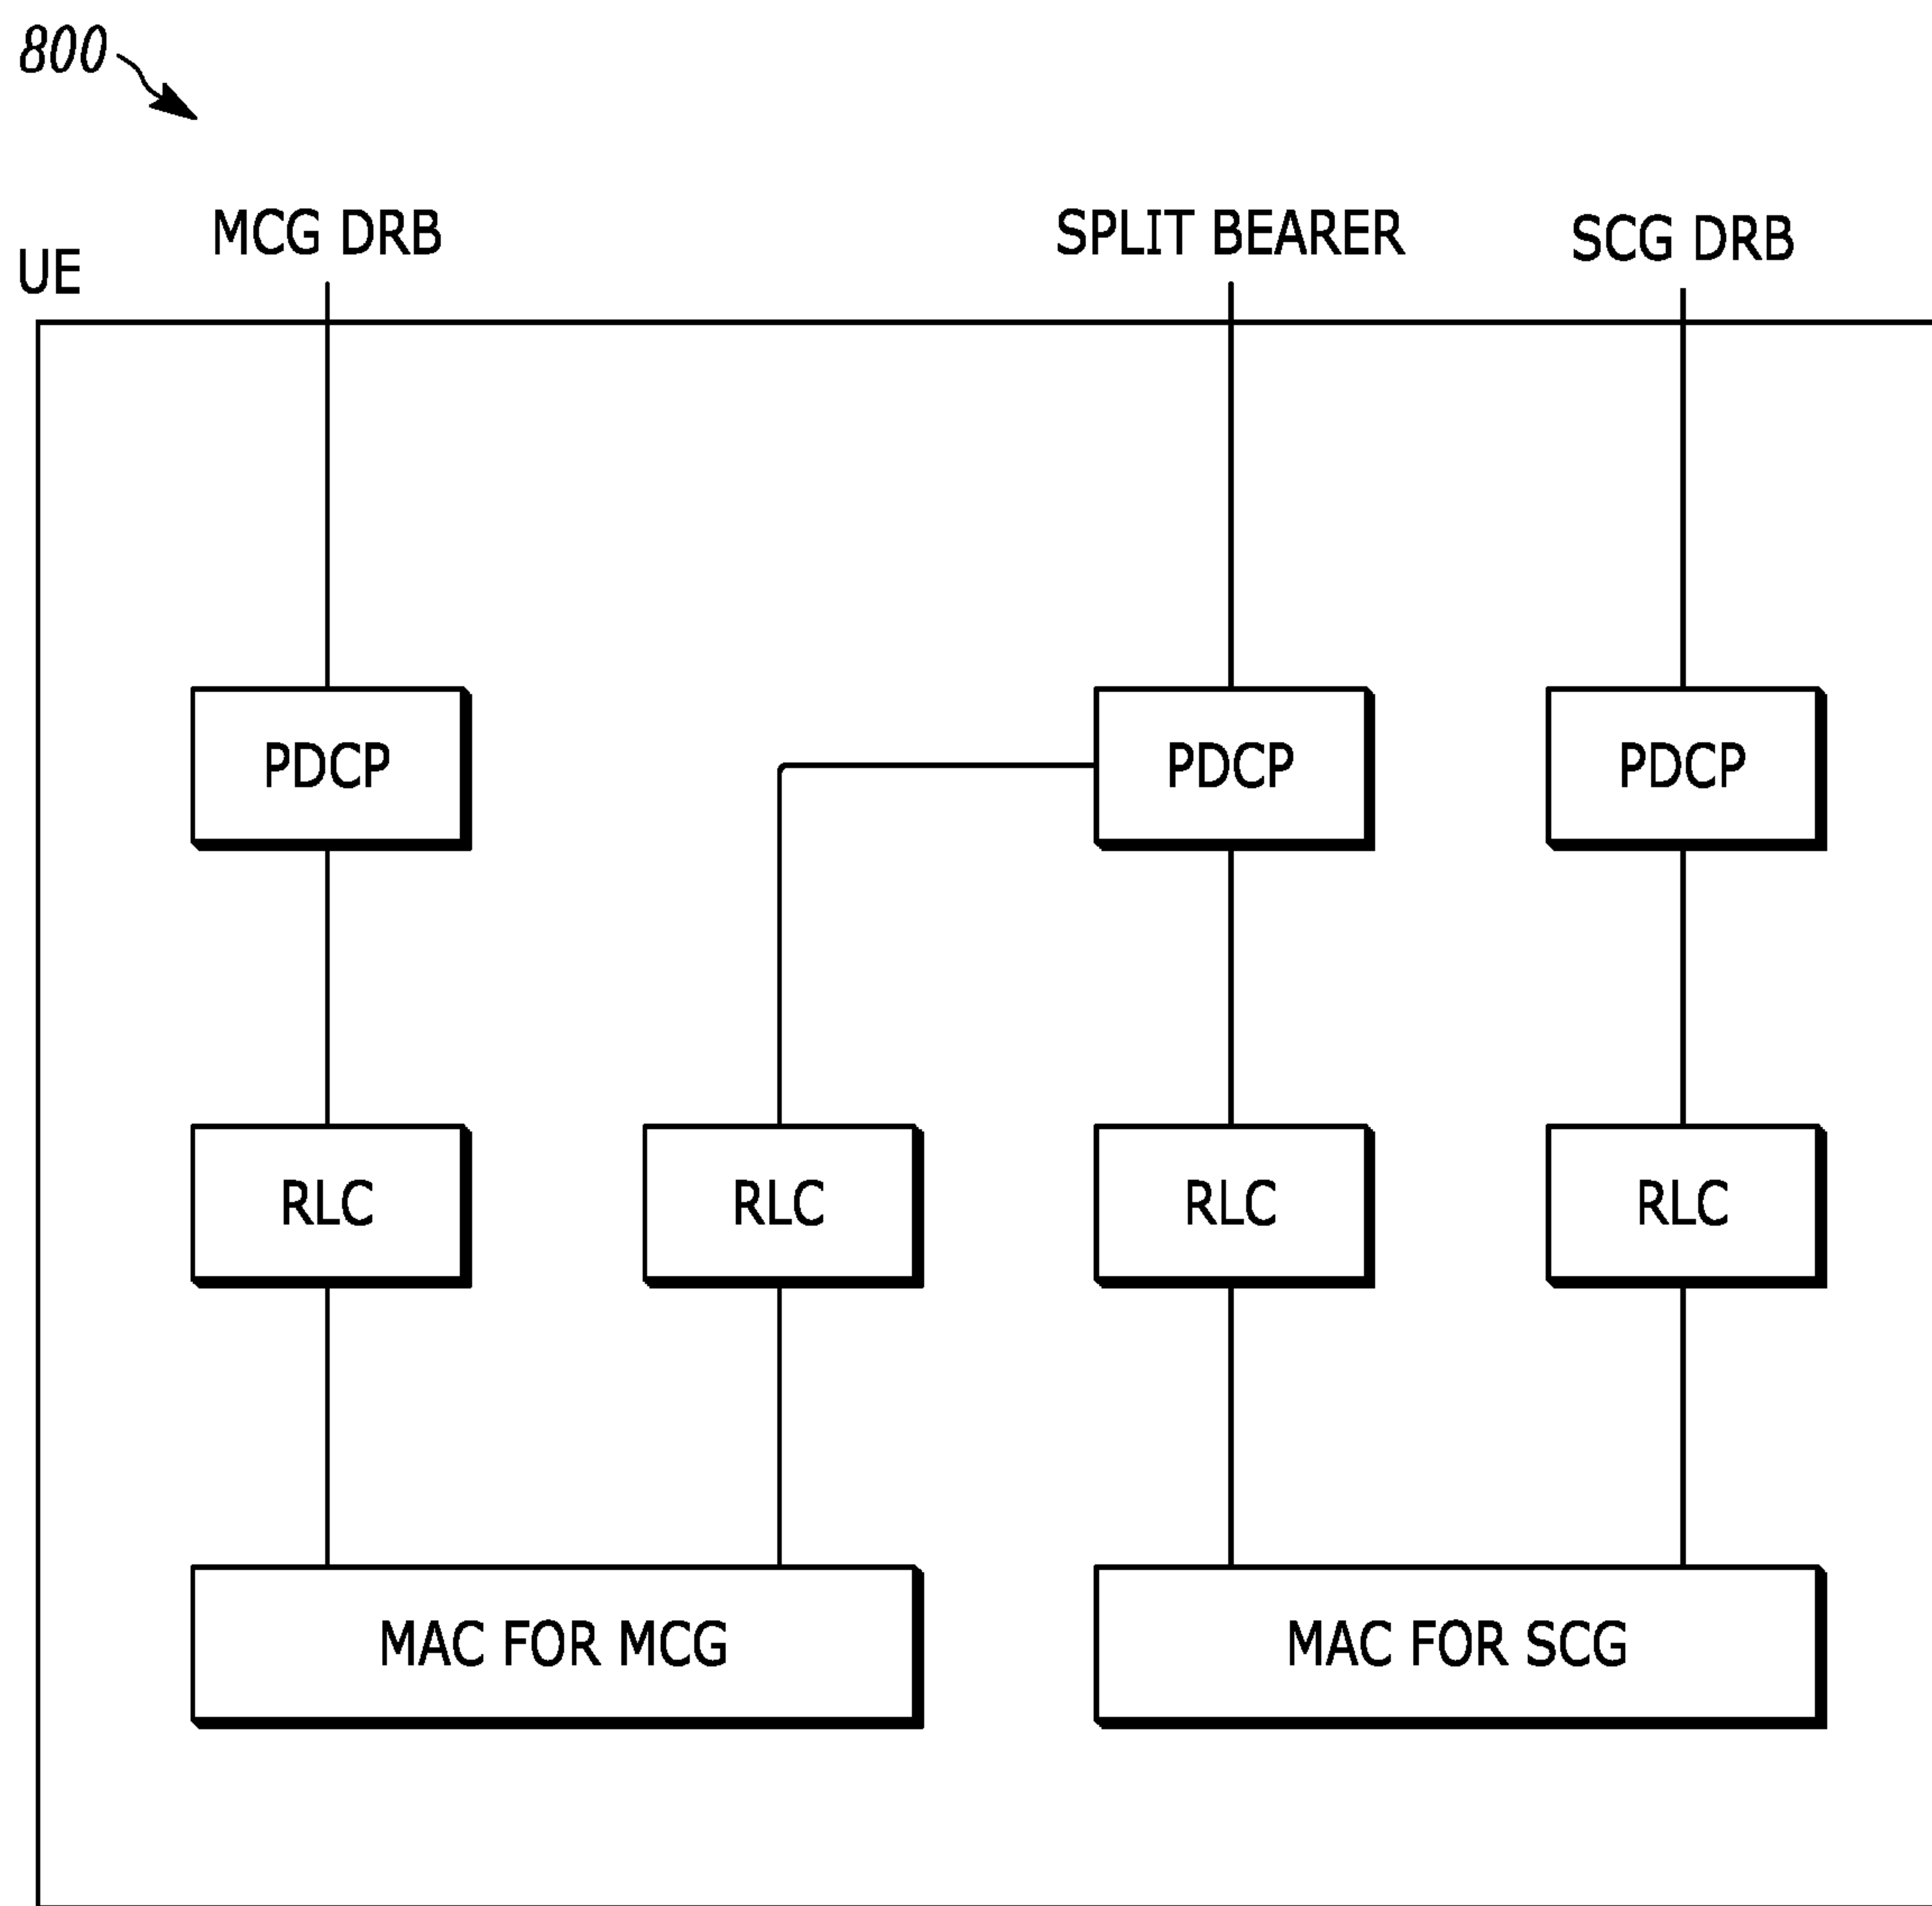 800
MCG DRB
SPLIT BEARER
SCG DRB
UE
PDCP
PDCP
PDCP
RLC
RLC
RLC
RLC
MAC FOR MCG
MAC FOR SCG